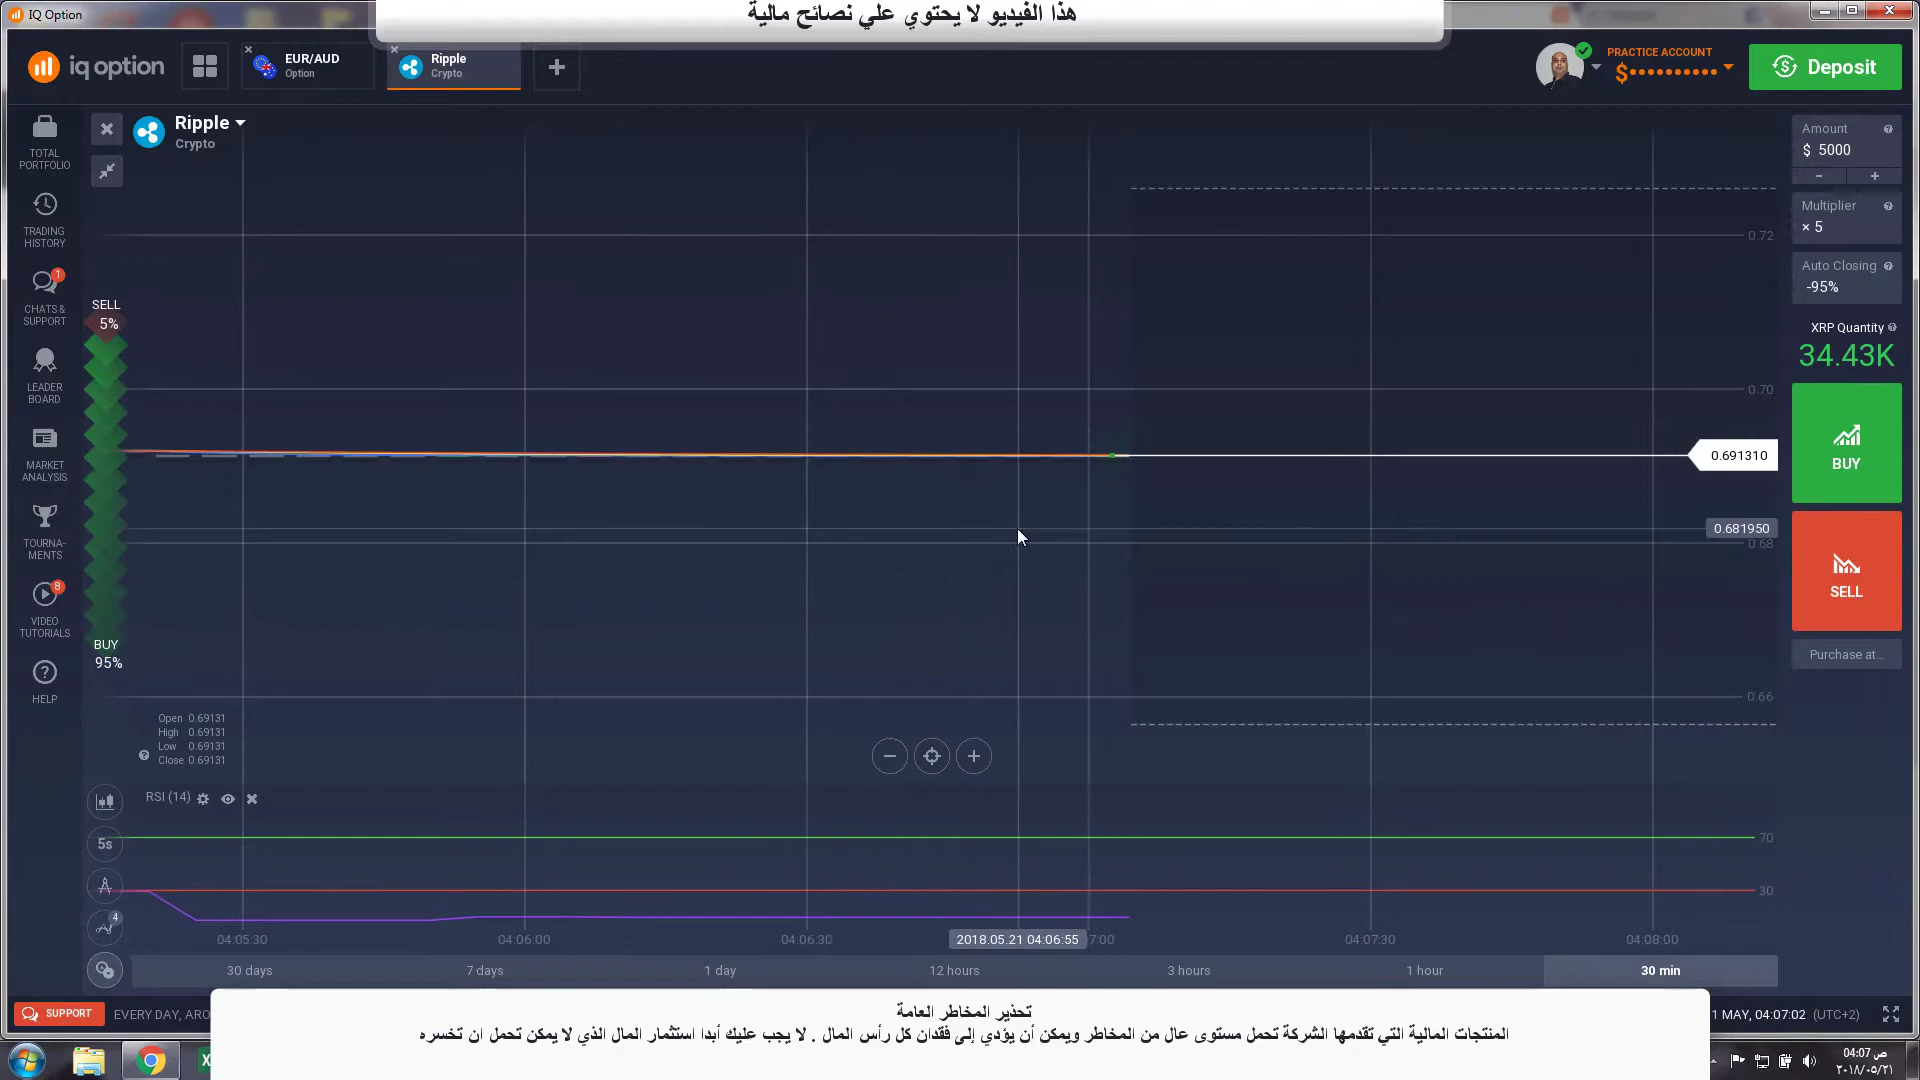 IQ Option
هذا الفيديو لا يحتوي علي نصائح مالية
iq option
EUR/AUD
Option
Ripple
Crypto
PRACTICE ACCOUNT
$••••••••••
Deposit
TOTAL
PORTFOLIO
TRADING
HISTORY
1
CHATS &
SUPPORT
LEADER
BOARD
MARKET
ANALYSIS
TOURNA-
MENTS
8
VIDEO
TUTORIALS
HELP
Ripple
Crypto
SELL
5%
BUY
95%
Open 0.69131
High 0.69131
Low 0.69131
Close 0.69131
RSI (14)
5s
4
0.72
0.70
0.691310
0.681950
0.68
0.66
70
30
04:05:30
04:06:00
04:06:30
2018.05.21 04:06:55
7:00
04:07:30
04:08:00
30 days
7 days
1 day
12 hours
3 hours
1 hour
30 min
Amount
$ 5000
Multiplier
× 5
Auto Closing
-95%
XRP Quantity
34.43K
BUY
SELL
Purchase at...
SUPPORT
EVERY DAY, ARO
1 MAY, 04:07:02 (UTC+2)
تحذير المخاطر العامة
المنتجات المالية التي تقدمها الشركة تحمل مستوى عال من المخاطر ويمكن أن يؤدي إلى فقدان كل رأس المال . لا يجب عليك أبدا استثمار المال الذي لا يمكن تحمل ان تخسره
04:07 ص
٢٠١٨/٠٥/٢١